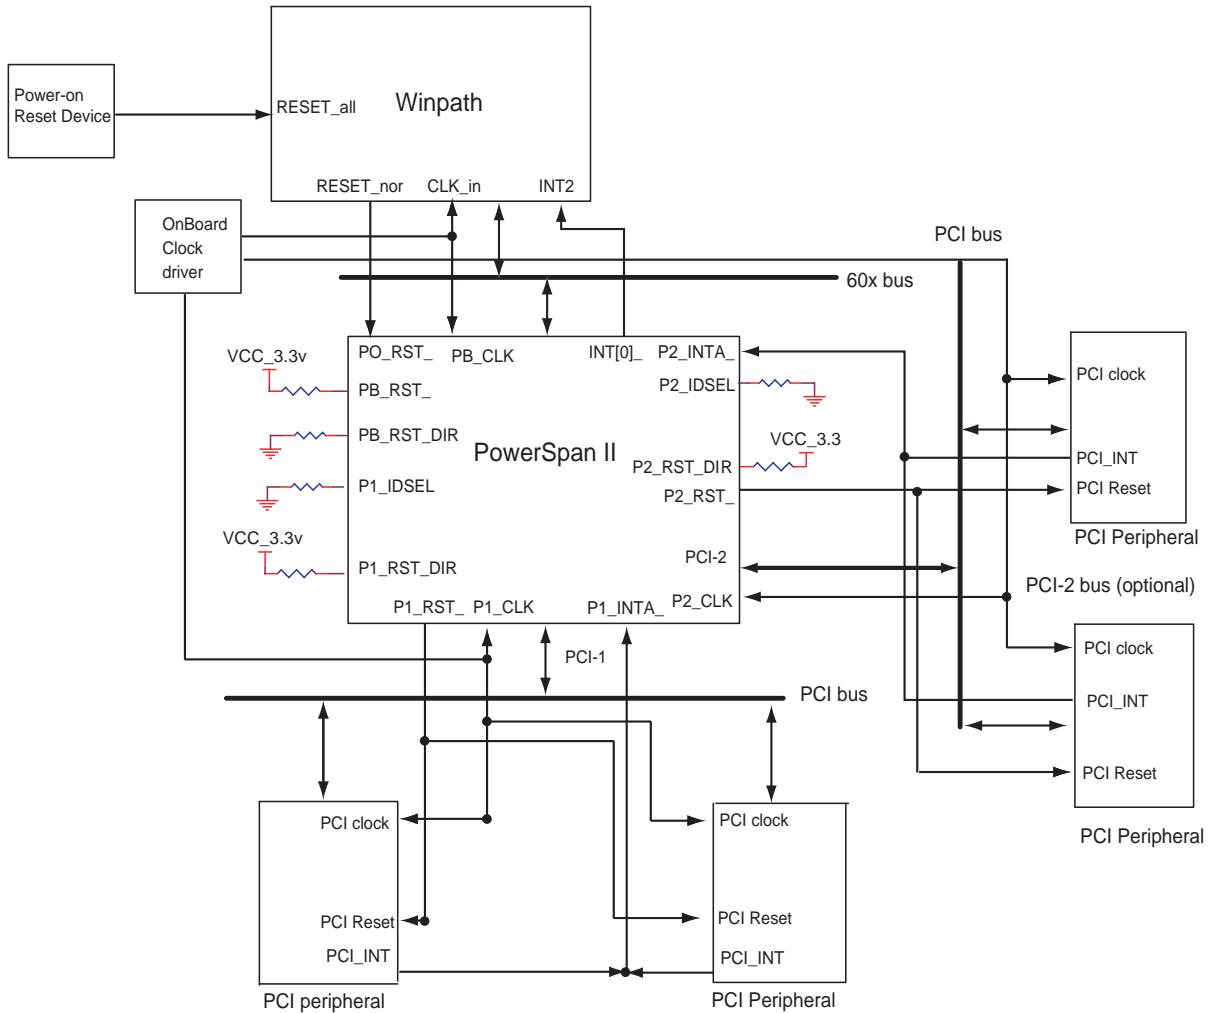 Power-on
Reset Device
RESET_all
Winpath
RESET_nor
CLK_in
INT2
OnBoard
Clock
driver
PCI bus
60x bus
VCC_3.3v
PO_RST_
PB_CLK
INT[0]_
P2_INTA_
PB_RST_
P2_IDSEL
PCI clock
PB_RST_DIR
PowerSpan II
VCC_3.3
P2_RST_DIR
PCI_INT
P1_IDSEL
P2_RST_
PCI Reset
VCC_3.3v
PCI Peripheral
P1_RST_DIR
PCI-2
PCI-2 bus (optional)
P1_RST_
P1_CLK
P1_INTA_
P2_CLK
PCI-1
PCI clock
PCI bus
PCI_INT
PCI Reset
PCI Peripheral
PCI clock
PCI clock
PCI Reset
PCI Reset
PCI_INT
PCI_INT
PCI peripheral
PCI Peripheral